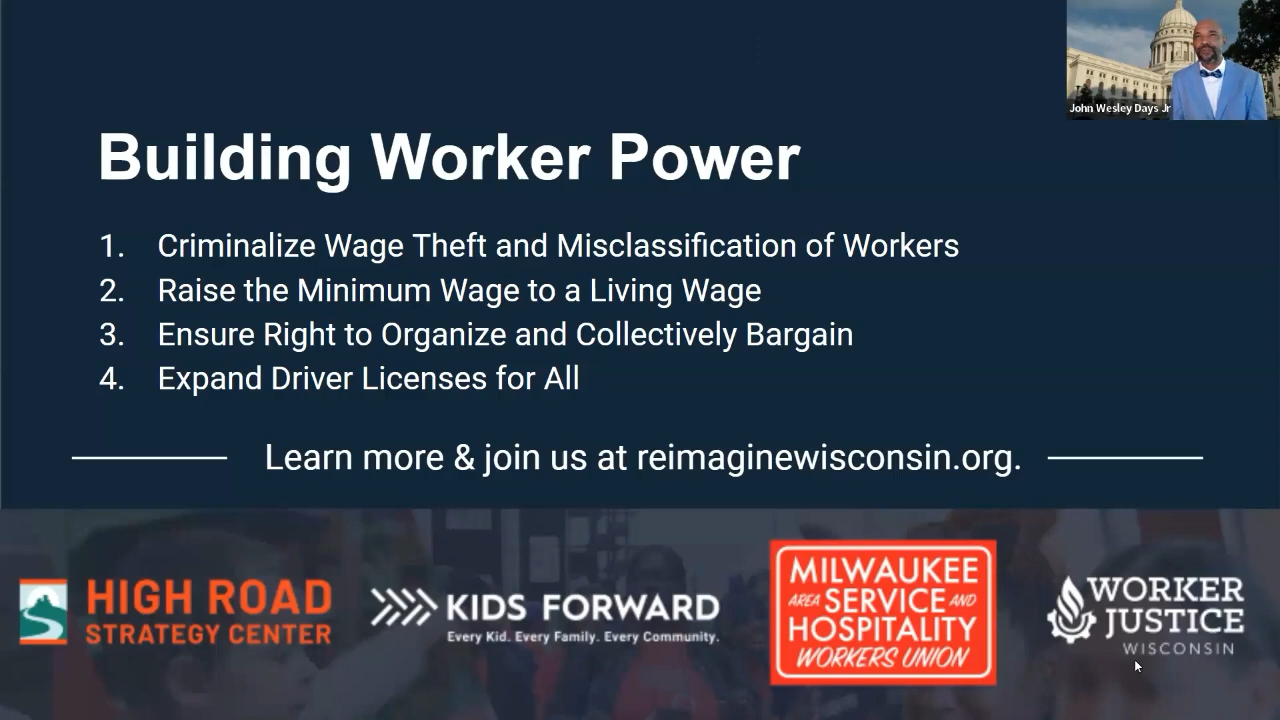 John Wesley Days Jr
Building Worker Power
1. Criminalize Wage Theft and Misclassification of Workers
2. Raise the Minimum Wage to a Living Wage
3. Ensure Right to Organize and Collectively Bargain
4. Expand Driver Licenses for All
Learn more & join us at reimaginewisconsin.org.
HIGH ROAD
STRATEGY CENTER
KIDS FORWARD
Every Kid. Every Family. Every Community.
MILWAUKEE
AREA SERVICE AND
HOSPITALITY
WORKERS UNION
WORKER
JUSTICE
WISCONSIN